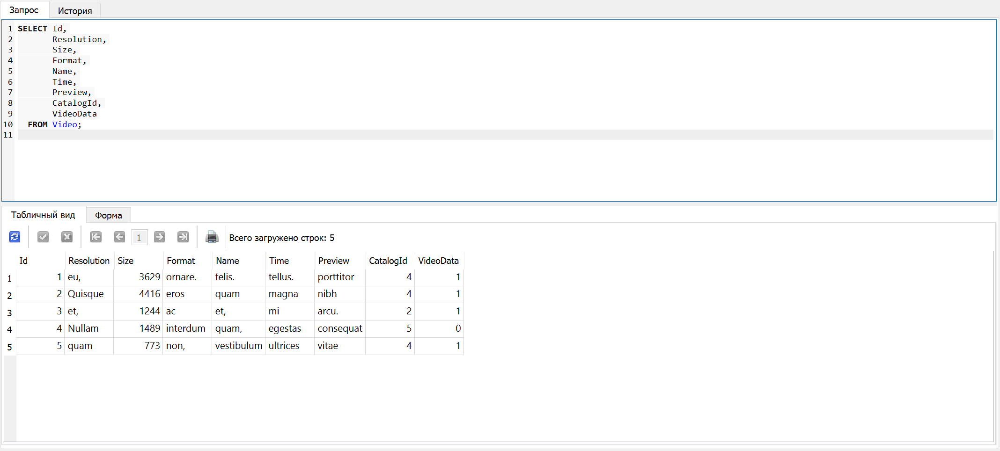 Запрос История
1 SELECT Id,
2 Resolution,
3 Size,
4 Format,
5 Name,
6 Time,
7 Preview,
8 CatalogId,
9 VideoData
10 FROM Video;
11
Табличный вид Форма
1 Всего загружено строк: 5
Id Resolution Size Format Name Time Preview CatalogId VideoData
1 1 eu, 3629 ornare. felis. tellus. porttitor 4 1
2 2 Quisque 4416 eros quam magna nibh 4 1
3 3 et, 1244 ac et, mi arcu. 2 1
4 4 Nullam 1489 interdum quam, egestas consequat 5 0
5 5 quam 773 non, vestibulum ultrices vitae 4 1